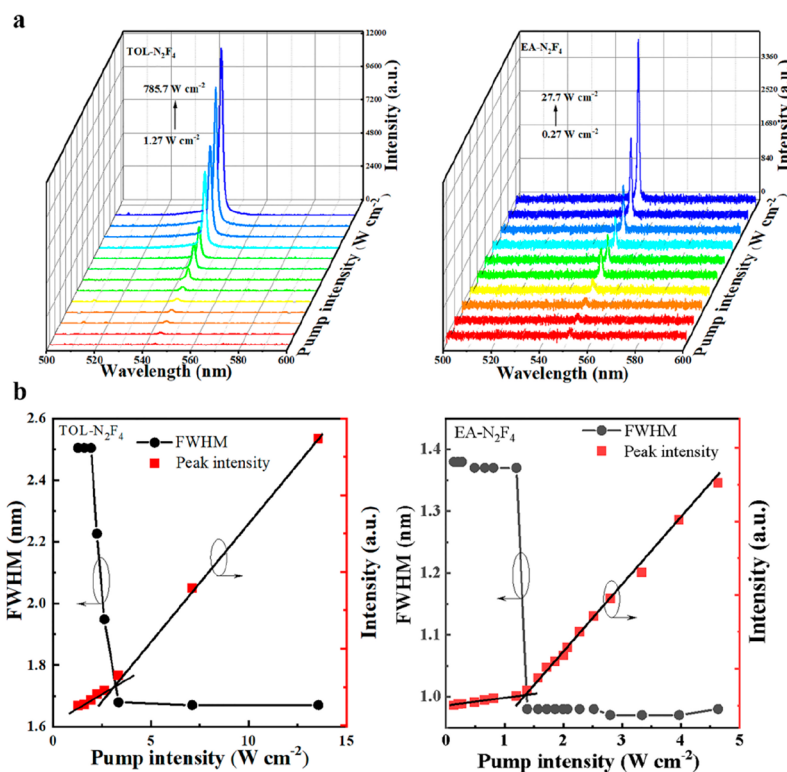 a
TOL-N₂F₄
785.7 W cm⁻²
1.27 W cm⁻²
12000
9600
7200
4800
2400
0
Intensity (a.u.)
Pump intensity (W cm⁻²)
500 520 540 560 580 600
Wavelength (nm)
EA-N₂F₄
27.7 W cm⁻²
0.27 W cm⁻²
3360
2520
1680
840
0
Intensity (a.u.)
Pump intensity (W cm⁻²)
500 520 540 560 580 600
Wavelength (nm)
b
TOL-N₂F₄
FWHM
Peak intensity
2.6
2.4
2.2
2.0
1.8
1.6
FWHM (nm)
Intensity (a.u.)
0 5 10 15
Pump intensity (W cm⁻²)
EA-N₂F₄
FWHM
Peak intensity
1.4
1.3
1.2
1.1
1.0
FWHM (nm)
Intensity (a.u.)
0 1 2 3 4 5
Pump intensity (W cm⁻²)